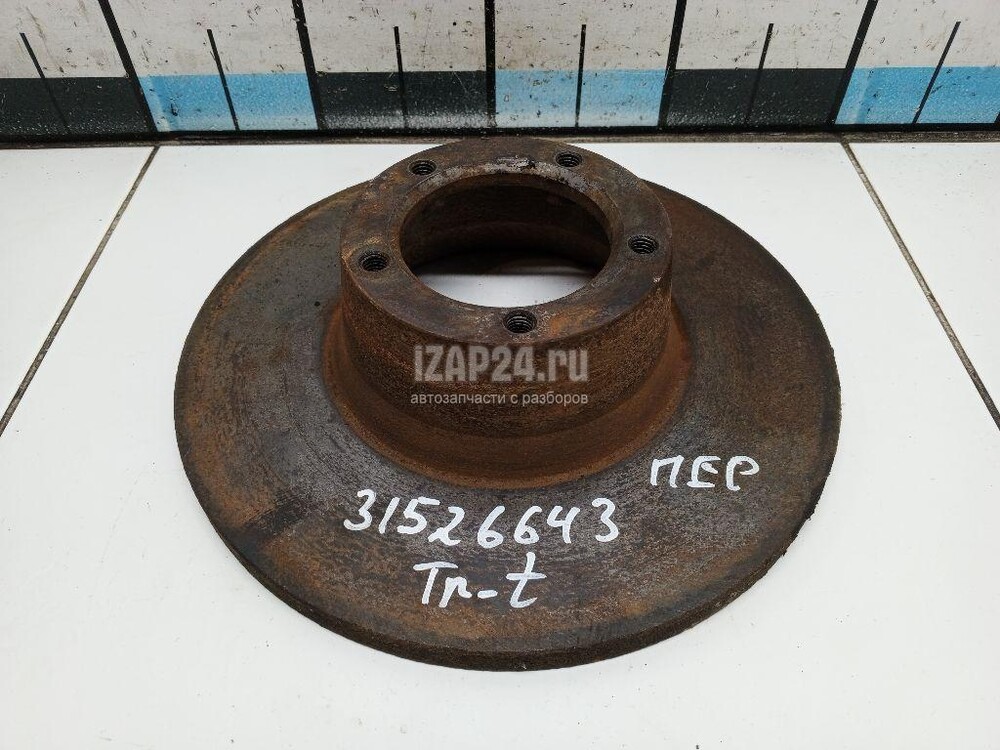 IZAP24.ru
автозапчасти с разборов
ПЕР
31526643
Tr-t